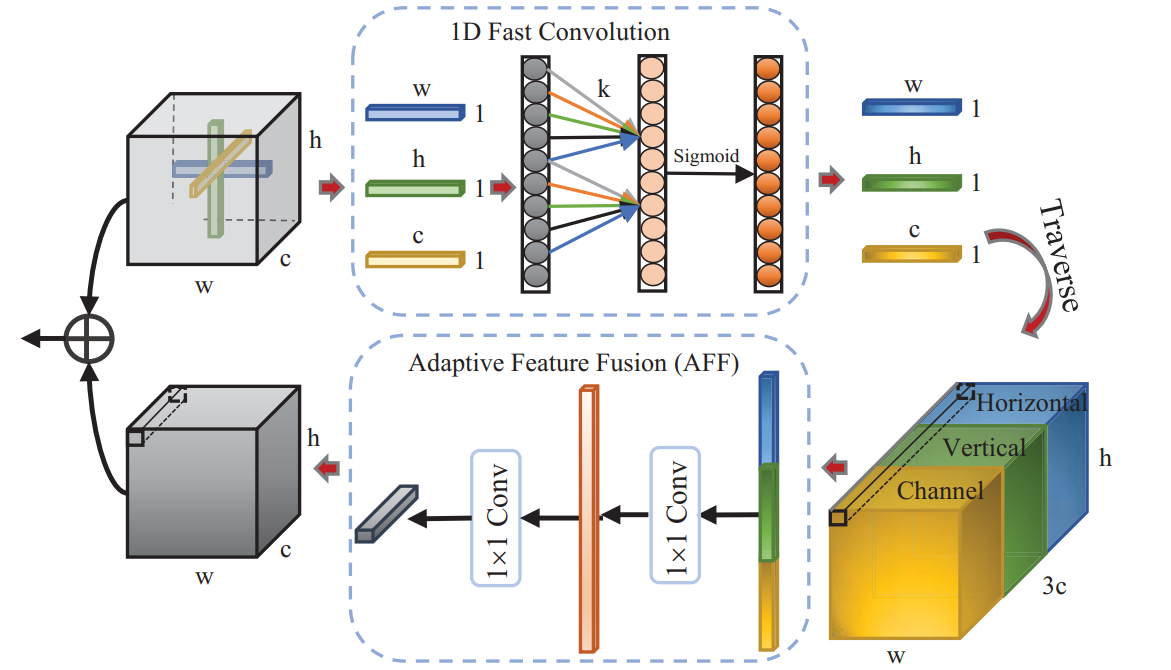 1D Fast Convolution
w
1
h
1
c
1
k
Sigmoid
w
1
h
1
c
1
h
c
w
Traverse
Adaptive Feature Fusion (AFF)
1×1 Conv
1×1 Conv
h
c
w
Horizontal
Vertical
Channel
h
3c
w